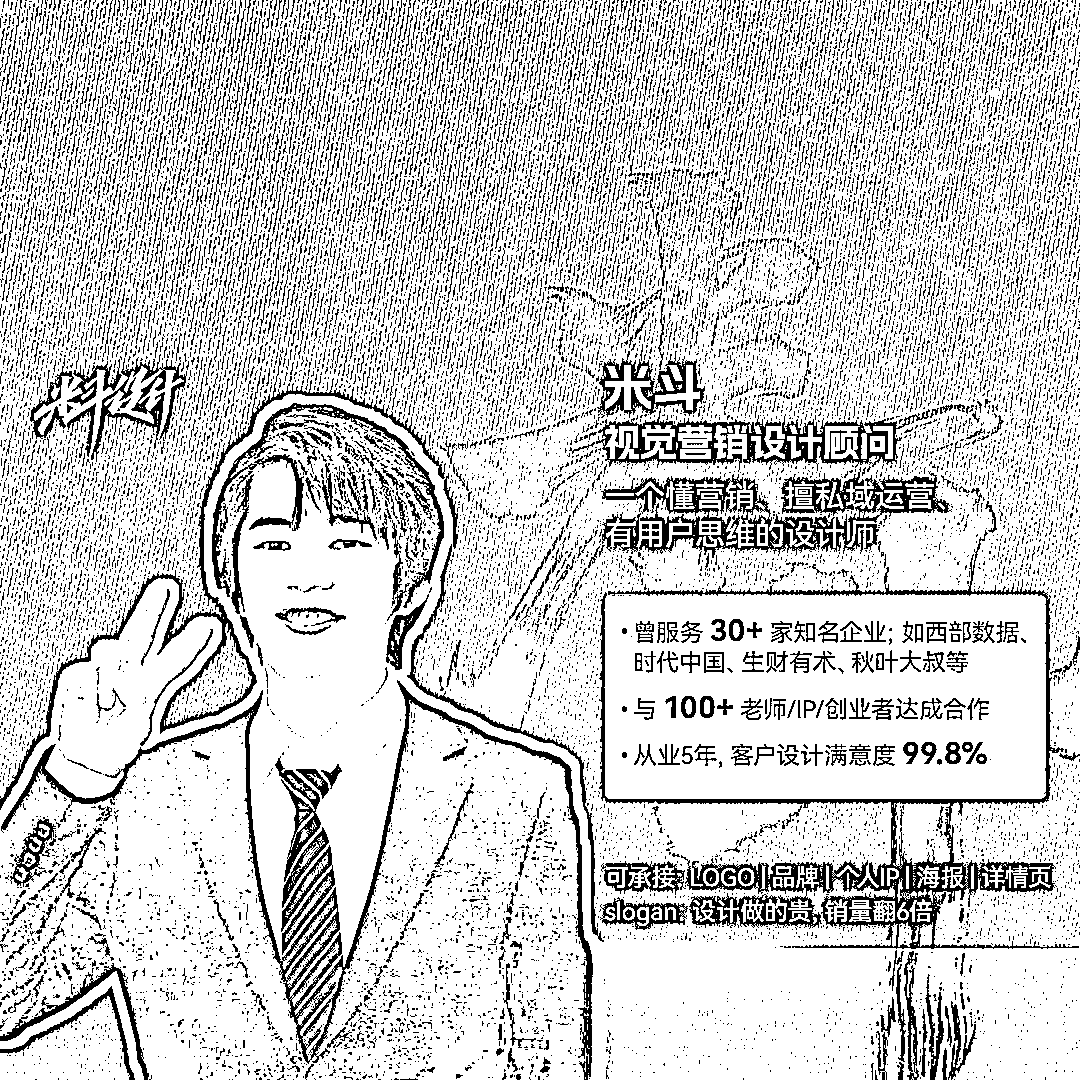 米斗设计
米斗
视觉营销设计顾问
一个懂营销、擅私域运营、
有用户思维的设计师
·曾服务 30+ 家知名企业; 如西部数据、
时代中国、生财有术、秋叶大叔等
·与 100+ 老师/IP/创业者达成合作
·从业5年, 客户设计满意度 99.8%
可承接: LOGO|品牌|个人IP|海报|详情页
slogan: 设计做的贵, 销量翻6倍